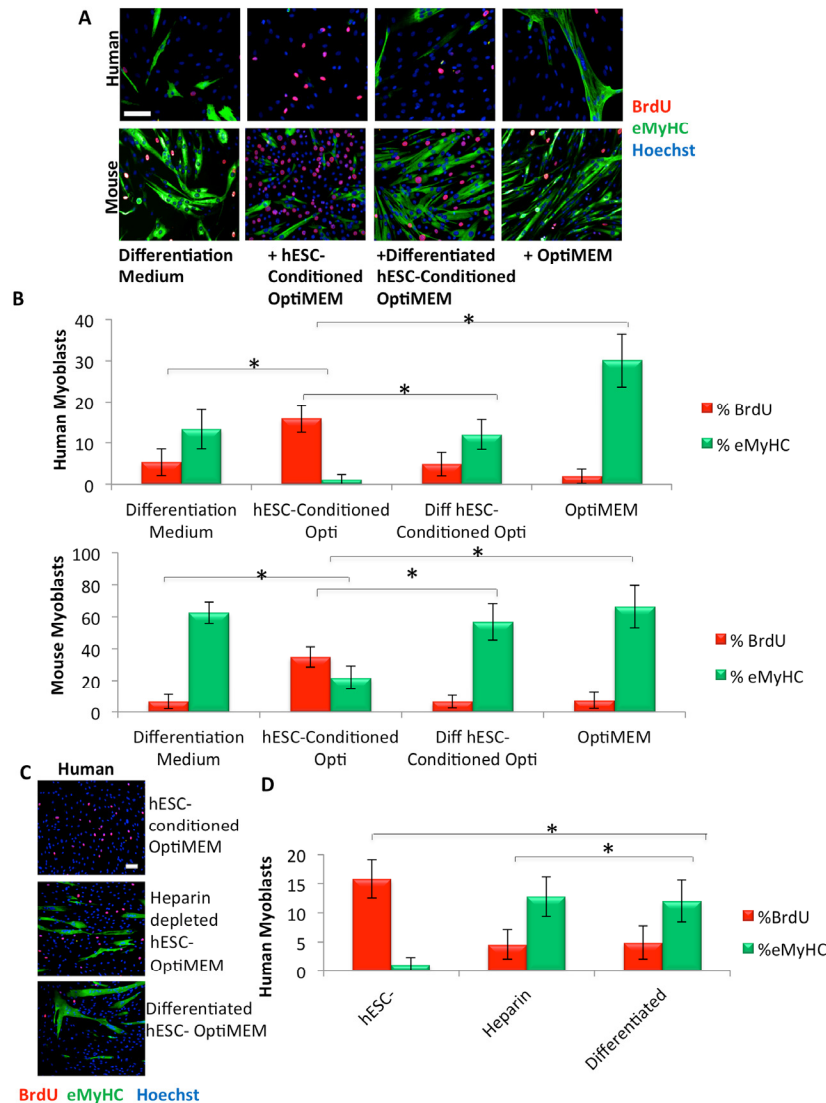 A
Human
Mouse
BrdU
eMyHC
Hoechst
Differentiation
Medium
+ hESC-
Conditioned
OptiMEM
+Differentiated
hESC-Conditioned
OptiMEM
+ OptiMEM
B
Human Myoblasts
40
30
20
10
0
*
*
*
% BrdU
% eMyHC
Differentiation
Medium
hESC-Conditioned
Opti
Diff hESC-
Conditioned Opti
OptiMEM
Mouse Myoblasts
100
80
60
40
20
0
*
*
*
% BrdU
% eMyHC
Differentiation
Medium
hESC-Conditioned
Opti
Diff hESC-
Conditioned Opti
OptiMEM
C
Human
hESC-
conditioned
OptiMEM
Heparin
depleted
hESC-
OptiMEM
Differentiated
hESC- OptiMEM
BrdU eMyHC Hoechst
D
Human Myoblasts
20
15
10
5
0
*
*
%BrdU
%eMyHC
hESC-
Heparin
Differentiated